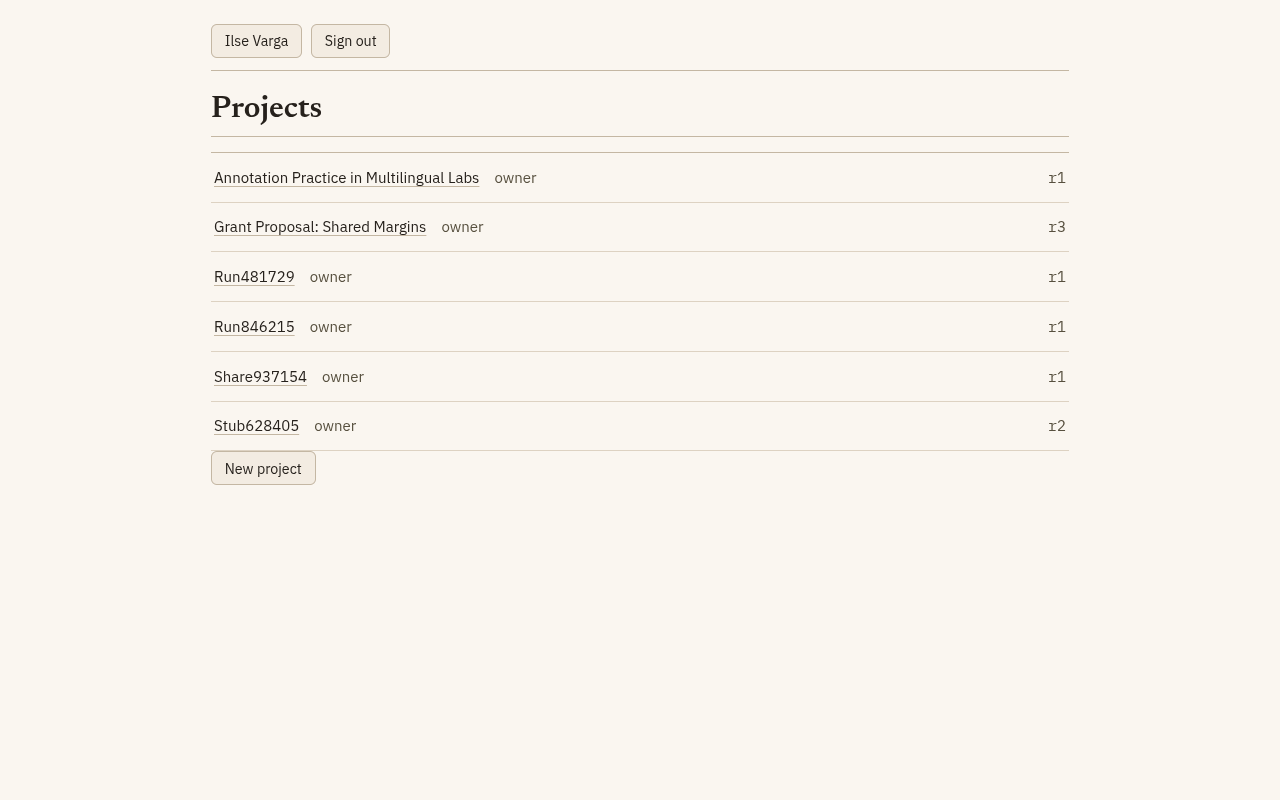 Ilse Varga Sign out
Projects
Annotation Practice in Multilingual Labs owner r1
Grant Proposal: Shared Margins owner r3
Run481729 owner r1
Run846215 owner r1
Share937154 owner r1
Stub628405 owner r2
New project